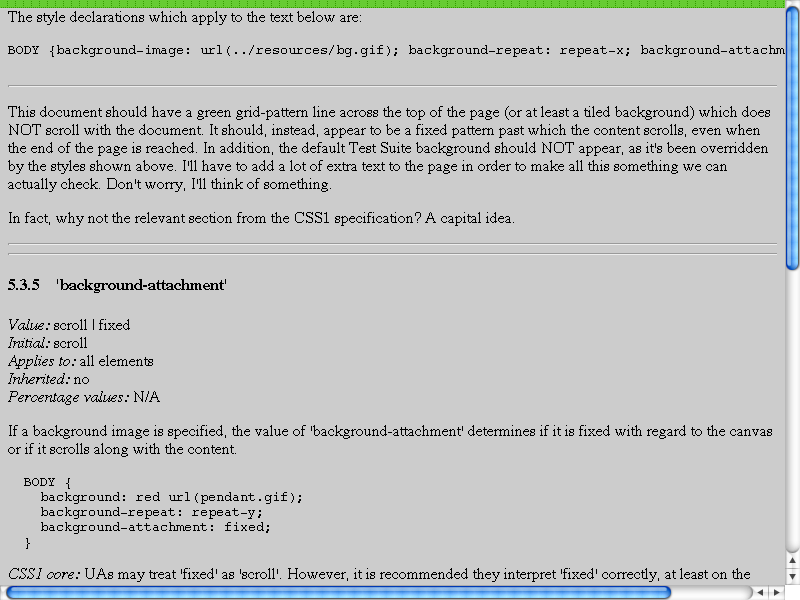 The style declarations which apply to the text below are:
BODY {background-image: url(../resources/bg.gif); background-repeat: repeat-x; background-attachm
This document should have a green grid-pattern line across the top of the page (or at least a tiled background) which does
NOT scroll with the document. It should, instead, appear to be a fixed pattern past which the content scrolls, even when
the end of the page is reached. In addition, the default Test Suite background should NOT appear, as it's been overridden
by the styles shown above. I'll have to add a lot of extra text to the page in order to make all this something we can
actually check. Don't worry, I'll think of something.
In fact, why not the relevant section from the CSS1 specification? A capital idea.
5.3.5 'background-attachment'
Value: scroll | fixed
Initial: scroll
Applies to: all elements
Inherited: no
Percentage values: N/A
If a background image is specified, the value of 'background-attachment' determines if it is fixed with regard to the canvas
or if it scrolls along with the content.
BODY {
background: red url(pendant.gif);
background-repeat: repeat-y;
background-attachment: fixed;
}
CSS1 core: UAs may treat 'fixed' as 'scroll'. However, it is recommended they interpret 'fixed' correctly, at least on the